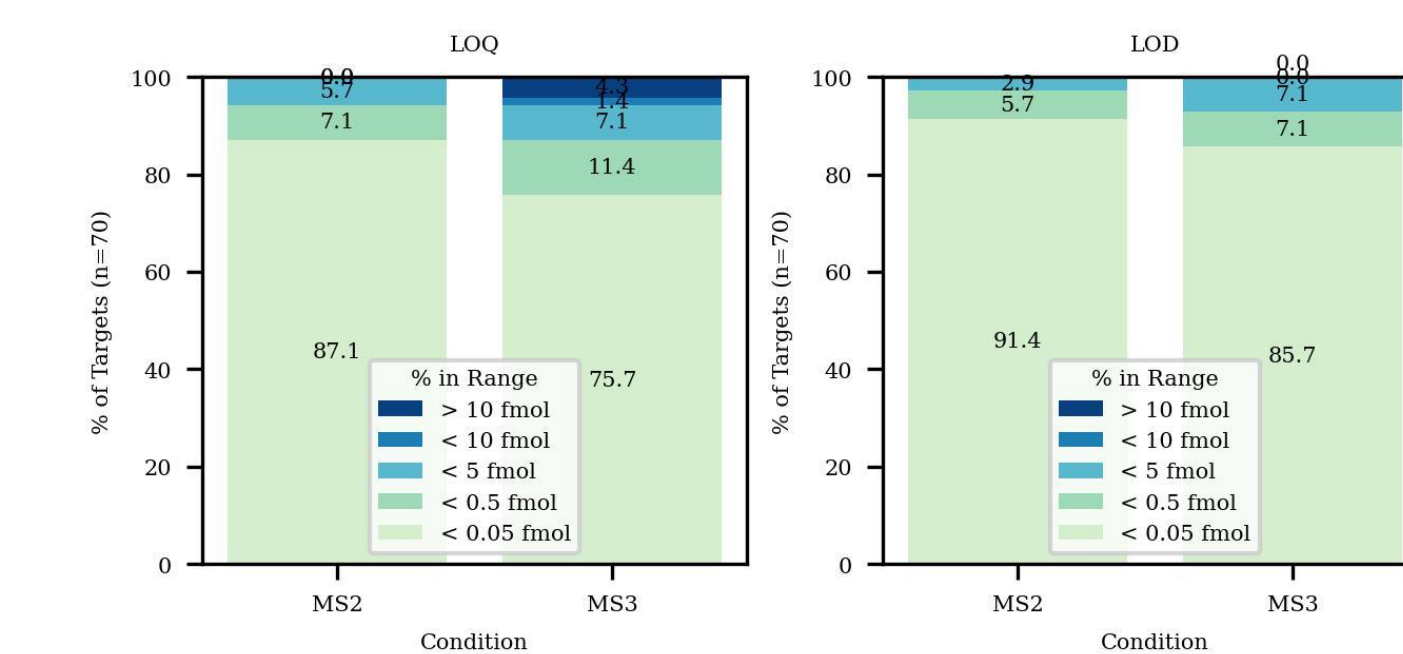 LOQ
100
80
60
40
20
0
% of Targets (n=70)
0.0
5.7
7.1
87.1
4.3
1.4
7.1
11.4
75.7
% in Range
> 10 fmol
< 10 fmol
< 5 fmol
< 0.5 fmol
< 0.05 fmol
MS2
MS3
Condition
LOD
100
80
60
40
20
0
% of Targets (n=70)
2.9
5.7
91.4
0.0
0.0
7.1
7.1
85.7
% in Range
> 10 fmol
< 10 fmol
< 5 fmol
< 0.5 fmol
< 0.05 fmol
MS2
MS3
Condition